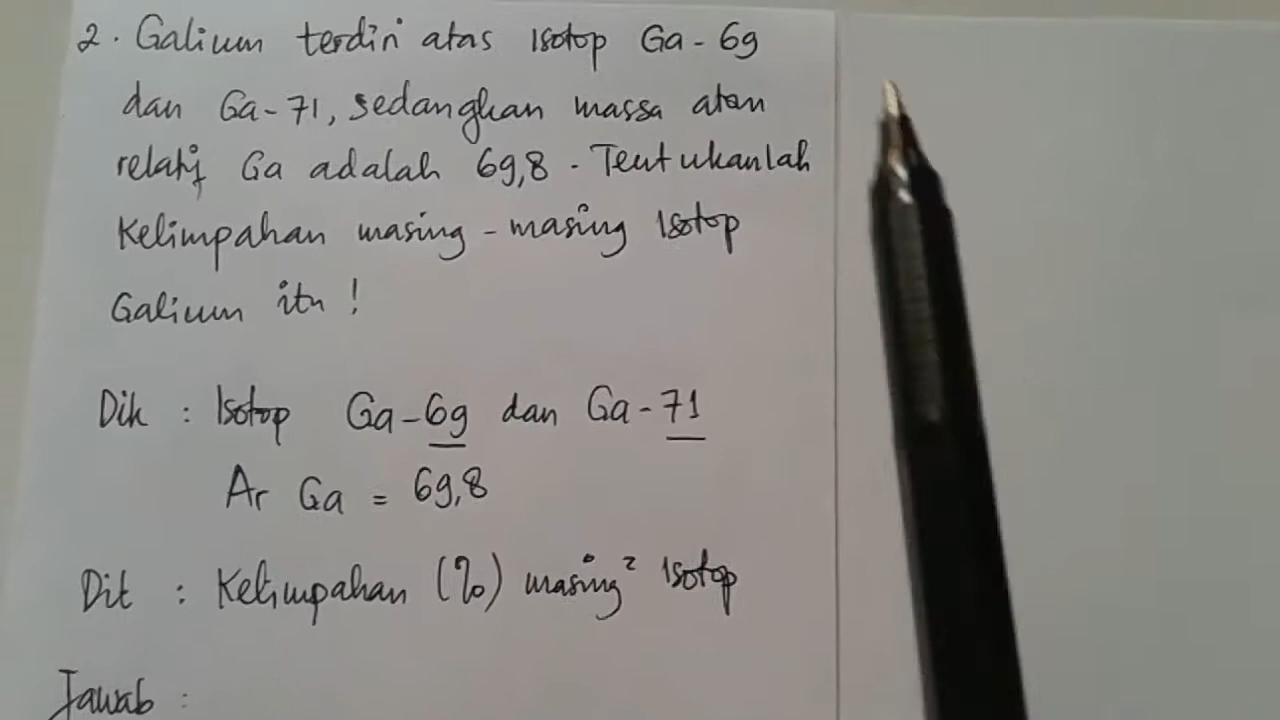 2. Galium terdiri atas Isotop Ga-69
dan Ga-71, sedangkan massa atom
relatif Ga adalah 69,8. Tentukanlah
Kelimpahan masing-masing Isotop
Galium itu!
Dik : Isotop Ga-69 dan Ga-71
Ar Ga = 69,8
Dit : Kelimpahan (%) masing² Isotop
Jawab :